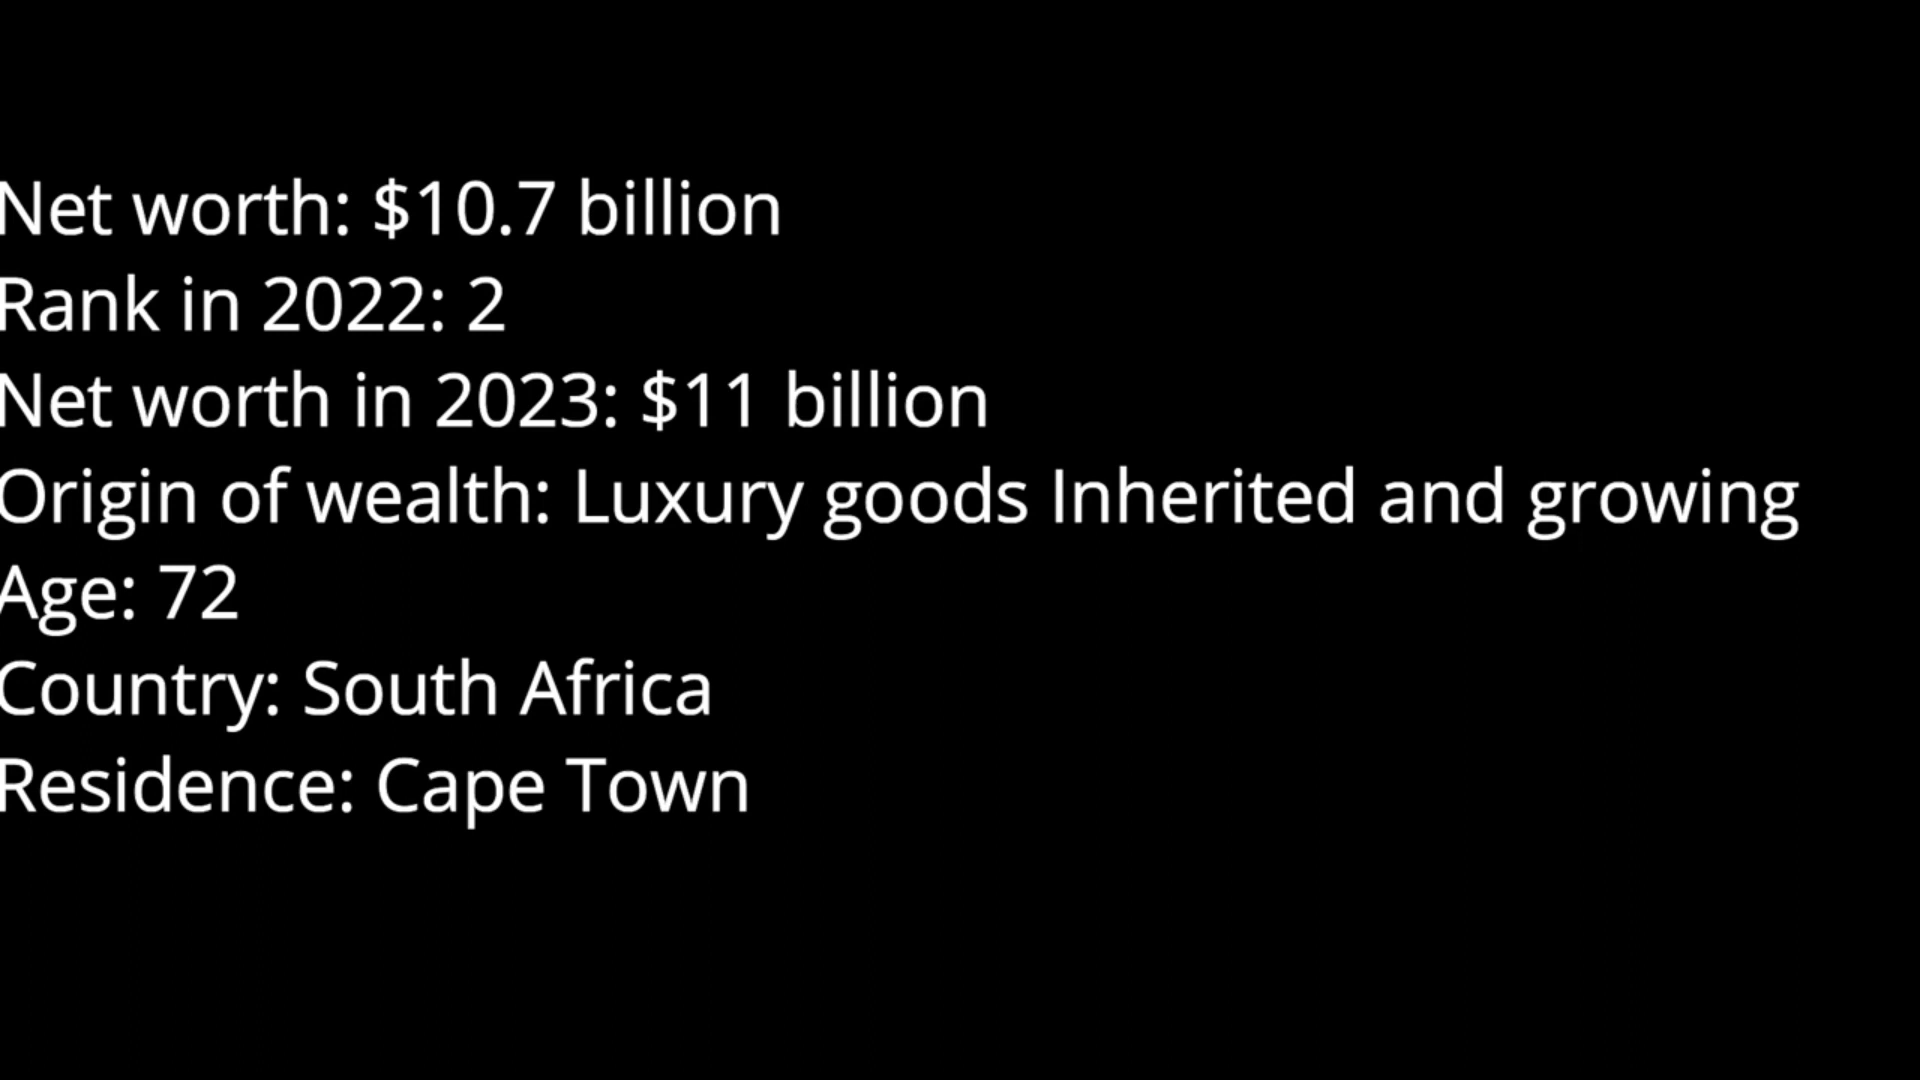 Net worth: $10.7 billion
Rank in 2022: 2
Net worth in 2023: $11 billion
Origin of wealth: Luxury goods Inherited and growing
Age: 72
Country: South Africa
Residence: Cape Town